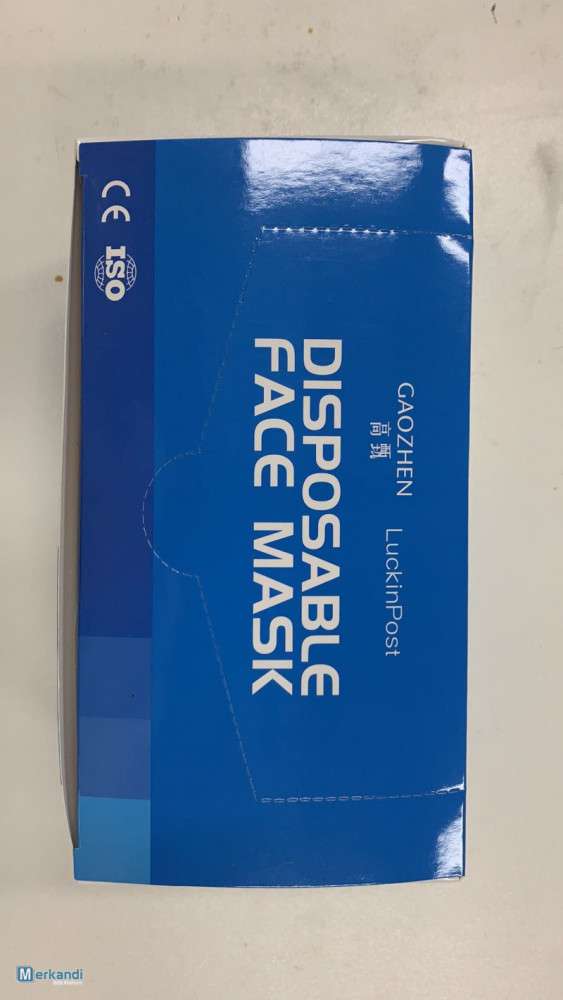 GAOZHEN
高甄
LuckinPost
DISPOSABLE
FACE MASK
CE ISO
Merkandi